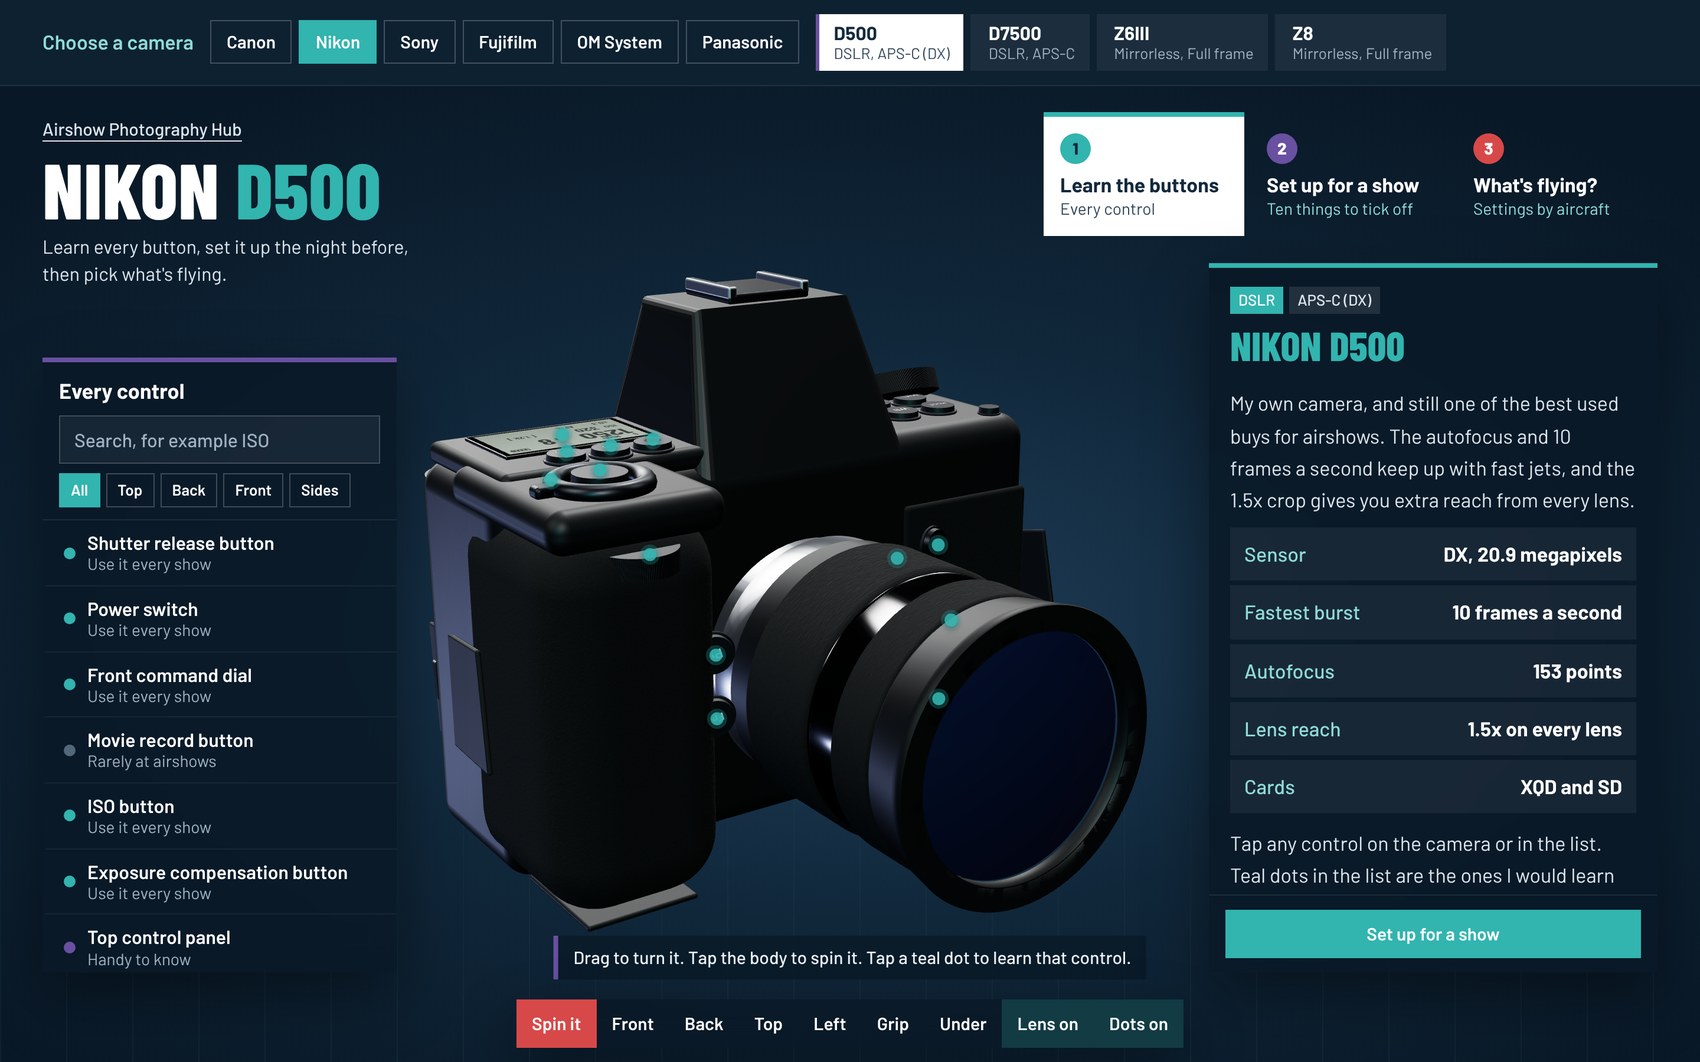 Choose a camera
Canon
Nikon
Sony
Fujifilm
OM System
Panasonic
D500
DSLR, APS-C (DX)
D7500
DSLR, APS-C
Z6III
Mirrorless, Full frame
Z8
Mirrorless, Full frame
Airshow Photography Hub
NIKON D500
Learn every button, set it up the night before,
then pick what's flying.
1
Learn the buttons
Every control
2
Set up for a show
Ten things to tick off
3
What's flying?
Settings by aircraft
Every control
Search, for example ISO
All
Top
Back
Front
Sides
Shutter release button
Use it every show
Power switch
Use it every show
Front command dial
Use it every show
Movie record button
Rarely at airshows
ISO button
Use it every show
Exposure compensation button
Use it every show
Top control panel
Handy to know
DSLR
APS-C (DX)
NIKON D500
My own camera, and still one of the best used
buys for airshows. The autofocus and 10
frames a second keep up with fast jets, and the
1.5x crop gives you extra reach from every lens.
Sensor DX, 20.9 megapixels
Fastest burst 10 frames a second
Autofocus 153 points
Lens reach 1.5x on every lens
Cards XQD and SD
Tap any control on the camera or in the list.
Teal dots in the list are the ones I would learn
Set up for a show
Drag to turn it. Tap the body to spin it. Tap a teal dot to learn that control.
Spin it
Front
Back
Top
Left
Grip
Under
Lens on
Dots on